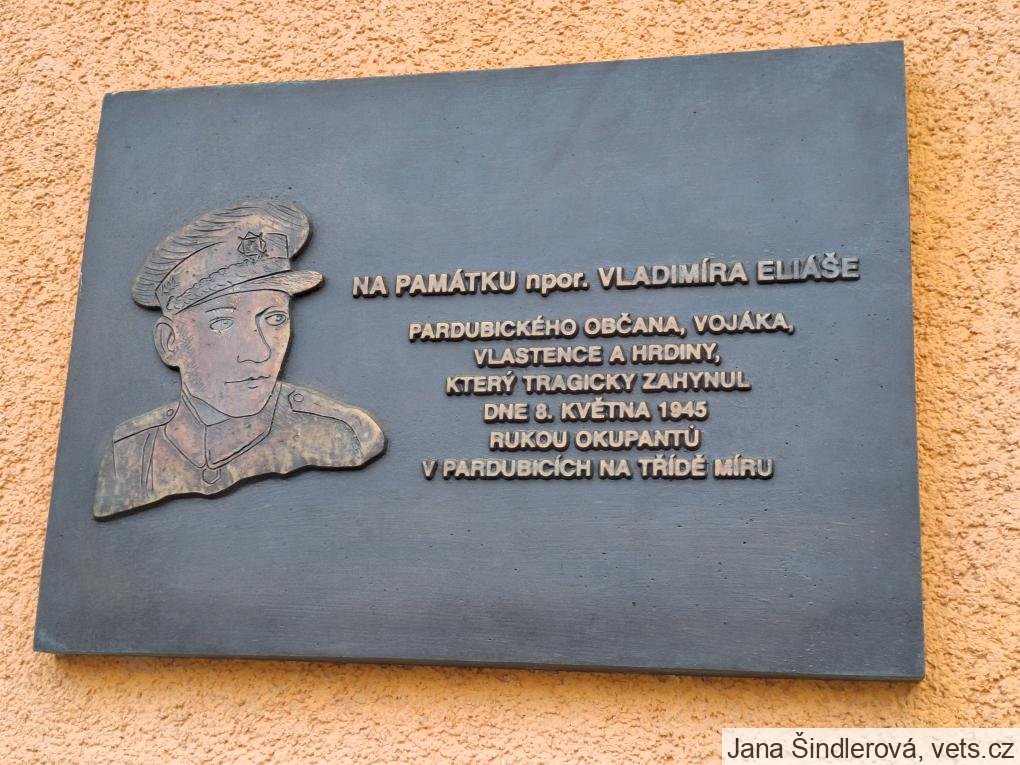 NA PAMÁTKU npor. VLADIMÍRA ELIÁŠE
PARDUBICKÉHO OBČANA, VOJÁKA,
VLASTENCE A HRDINY,
KTERÝ TRAGICKY ZAHYNUL
DNE 8. KVĚTNA 1945
RUKOU OKUPANTŮ
V PARDUBICÍCH NA TŘÍDĚ MÍRU
Jana Šindlerová, vets.cz